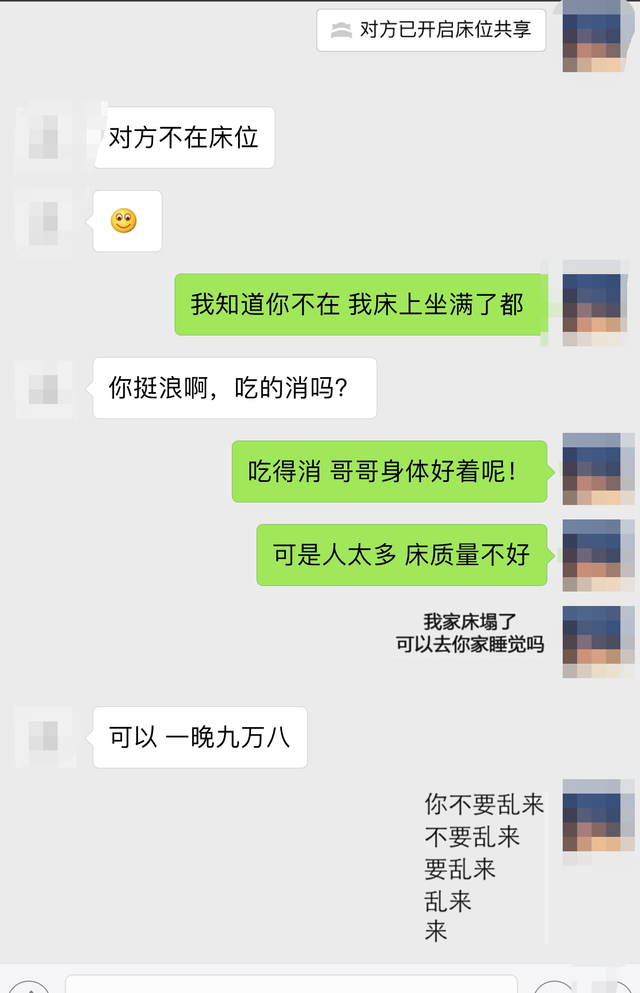 对方已开启床位共享
对方不在床位
我知道你不在 我床上坐满了都
你挺浪啊，吃的消吗？
吃得消 哥哥身体好着呢！
可是人太多 床质量不好
我家床塌了
可以去你家睡觉吗
可以 一晚九万八
你不要乱来
不要乱来
要乱来
乱来
来